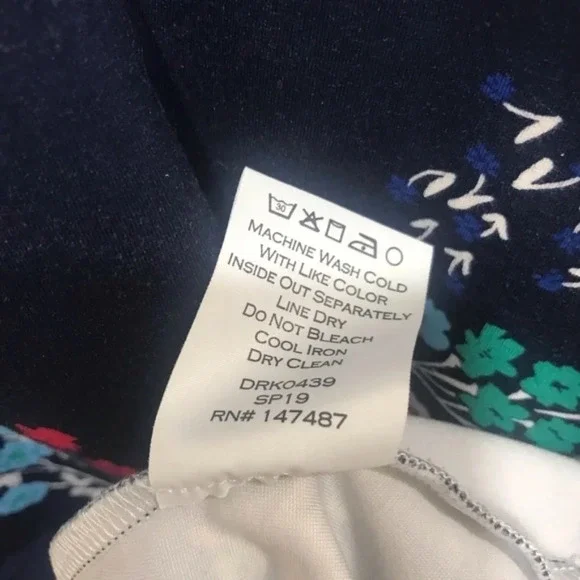 30
MACHINE WASH COLD
WITH LIKE COLOR
INSIDE OUT SEPARATELY
LINE DRY
DO NOT BLEACH
COOL IRON
DRY CLEAN
DRK0439
SP19
RN# 147487